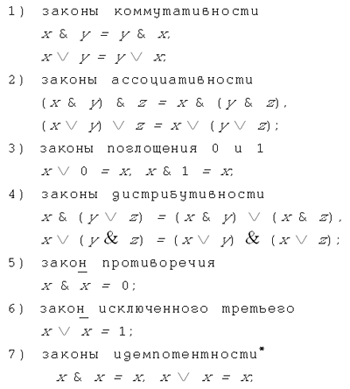 1) законы коммутативности
x & y = y & x,
x ∨ y = y ∨ x;
2) законы ассоциативности
(x & y) & z = x & (y & z),
(x ∨ y) ∨ z = x ∨ (y ∨ z);
3) законы поглощения 0 и 1
x ∨ 0 = x, x & 1 = x;
4) законы дистрибутивности
x & (y ∨ z) = (x & y) ∨ (x & z),
x ∨ (y & z) = (x ∨ y) & (x ∨ z);
5) закон противоречия
x & x̅ = 0;
6) закон исключенного третьего
x ∨ x̅ = 1;
7) законы идемпотентности*
x & x = x, x ∨ x = x;